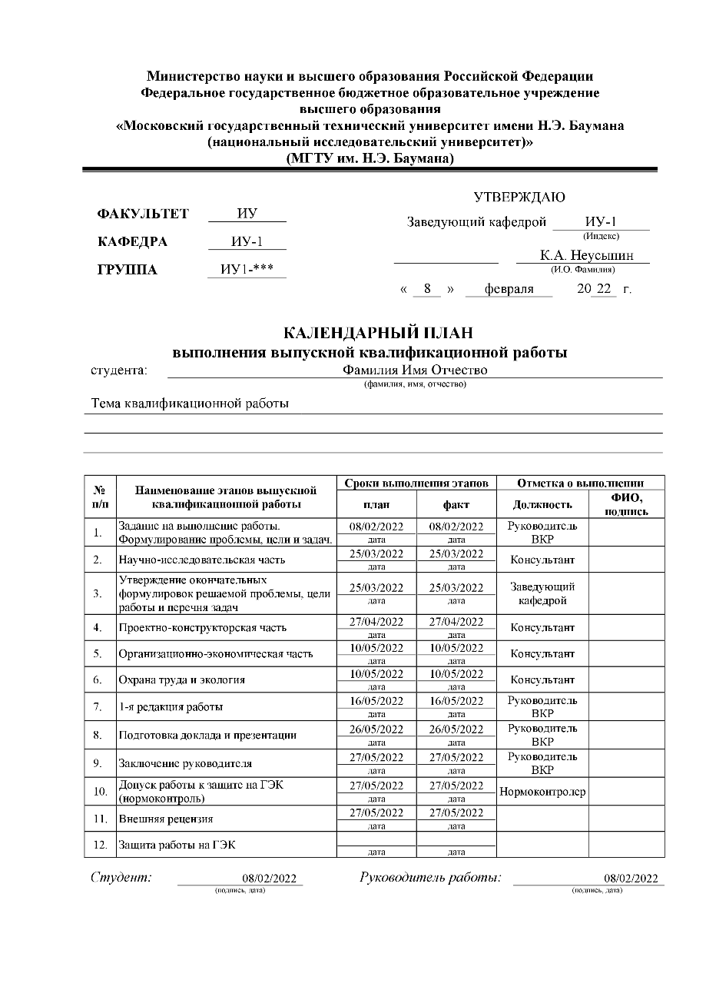 Министерство науки и высшего образования Российской Федерации
Федеральное государственное бюджетное образовательное учреждение
высшего образования
«Московский государственный технический университет имени Н.Э. Баумана
(национальный исследовательский университет)»
(МГТУ им. Н.Э. Баумана)
УТВЕРЖДАЮ
ФАКУЛЬТЕТ ИУ
Заведующий кафедрой ИУ-1
(Индекс)
КАФЕДРА ИУ-1
К.А. Неусыпин
(И.О. Фамилия)
ГРУППА ИУ1-***
« 8 » февраля 20 22 г.
КАЛЕНДАРНЫЙ ПЛАН
выполнения выпускной квалификационной работы
студента: Фамилия Имя Отчество
(фамилия, имя, отчество)
Тема квалификационной работы
№ п/п Наименование этапов выпускной квалификационной работы Сроки выполнения этапов Отметка о выполнении
план факт Должность ФИО, подпись
1. Задание на выполнение работы. 08/02/2022 08/02/2022 Руководитель
Формулирование проблемы, цели и задач. дата дата ВКР
2. Научно-исследовательская часть 25/03/2022 25/03/2022 Консультант
дата дата
3. Утверждение окончательных
формулировок решаемой проблемы, цели 25/03/2022 25/03/2022 Заведующий
работы и перечня задач дата дата кафедрой
4. Проектно-конструкторская часть 27/04/2022 27/04/2022 Консультант
дата дата
5. Организационно-экономическая часть 10/05/2022 10/05/2022 Консультант
дата дата
6. Охрана труда и экология 10/05/2022 10/05/2022 Консультант
дата дата
7. 1-я редакция работы 16/05/2022 16/05/2022 Руководитель
дата дата ВКР
8. Подготовка доклада и презентации 26/05/2022 26/05/2022 Руководитель
дата дата ВКР
9. Заключение руководителя 27/05/2022 27/05/2022 Руководитель
дата дата ВКР
10. Допуск работы к защите на ГЭК 27/05/2022 27/05/2022 Нормоконтролер
(нормоконтроль) дата дата
11. Внешняя рецензия 27/05/2022 27/05/2022
дата дата
12. Защита работы на ГЭК
дата дата
Студент: 08/02/2022 Руководитель работы: 08/02/2022
(подпись, дата) (подпись, дата)